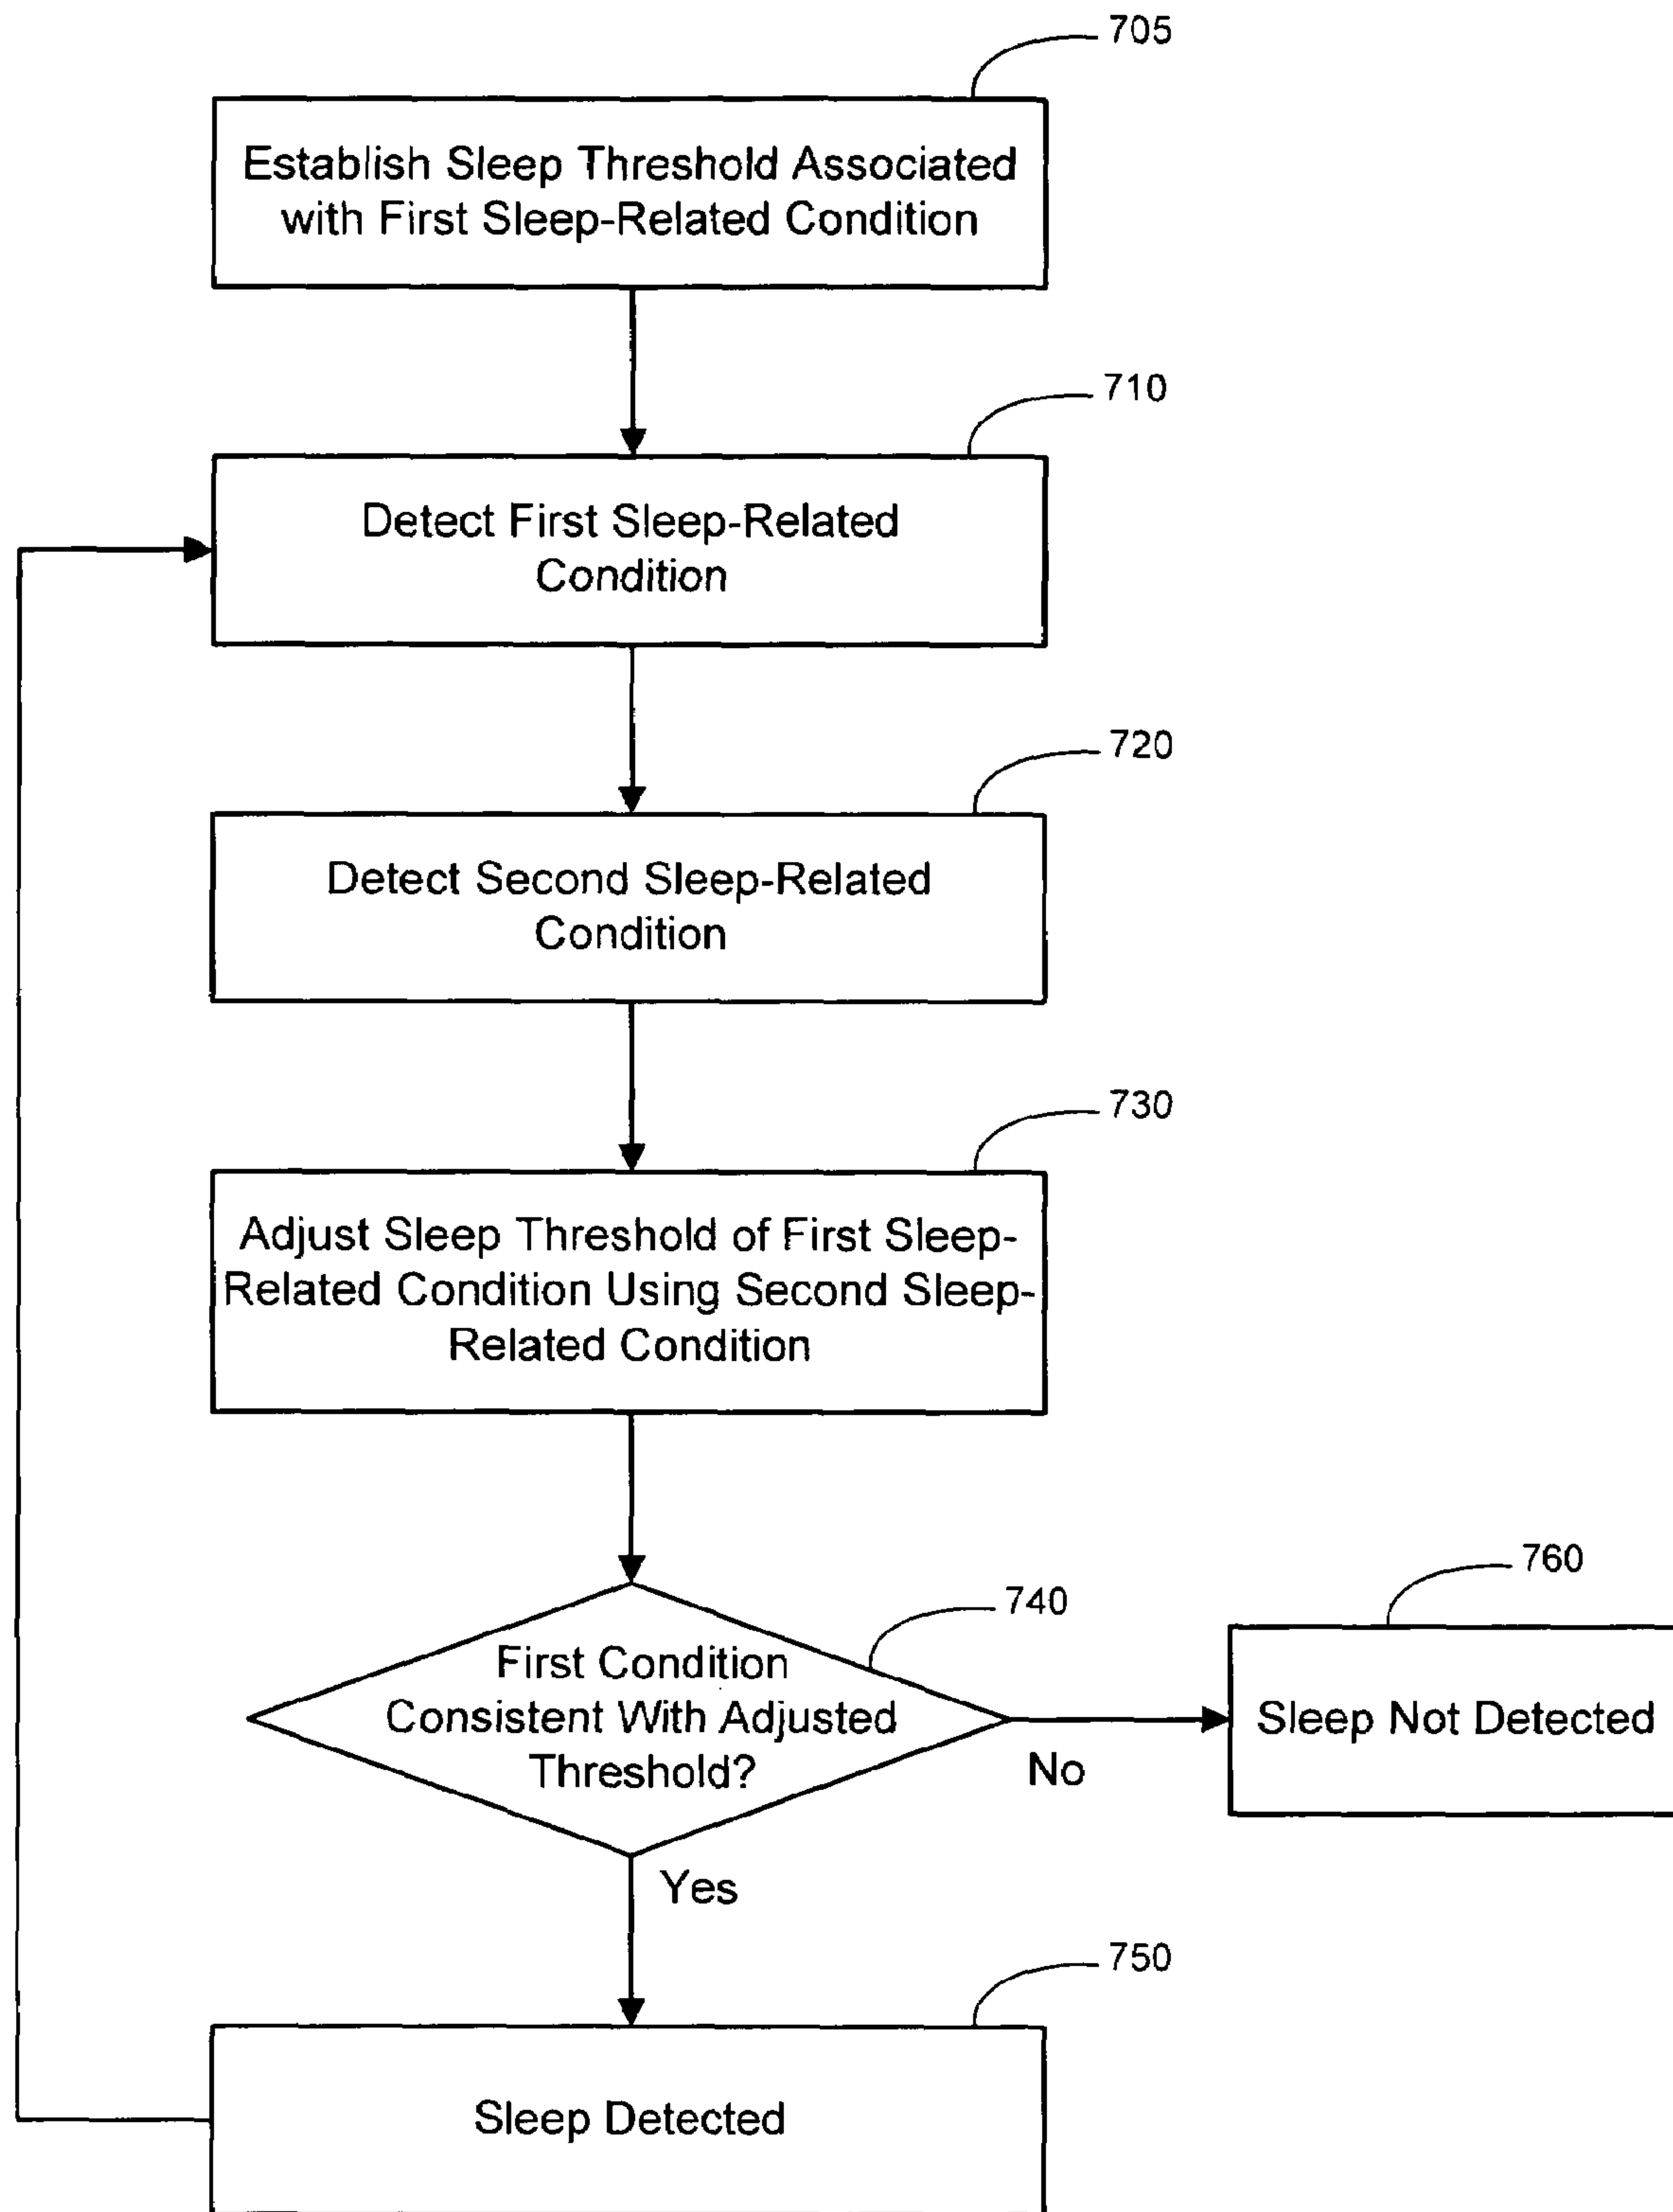 705
Establish Sleep Threshold Associated
with First Sleep-Related Condition
710
Detect First Sleep-Related
Condition
720
Detect Second Sleep-Related
Condition
730
Adjust Sleep Threshold of First Sleep-
Related Condition Using Second Sleep-
Related Condition
740
First Condition
Consistent With Adjusted
Threshold?
760
Sleep Not Detected
No
Yes
750
Sleep Detected